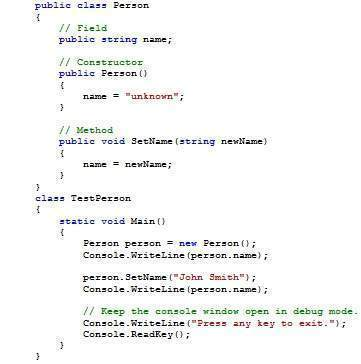 public class Person
{
    // Field
    public string name;

    // Constructor
    public Person()
    {
        name = "unknown";
    }

    // Method
    public void SetName(string newName)
    {
        name = newName;
    }
}
class TestPerson
{
    static void Main()
    {
        Person person = new Person();
        Console.WriteLine(person.name);

        person.SetName("John Smith");
        Console.WriteLine(person.name);

        // Keep the console window open in debug mode.
        Console.WriteLine("Press any key to exit.");
        Console.ReadKey();
    }
}